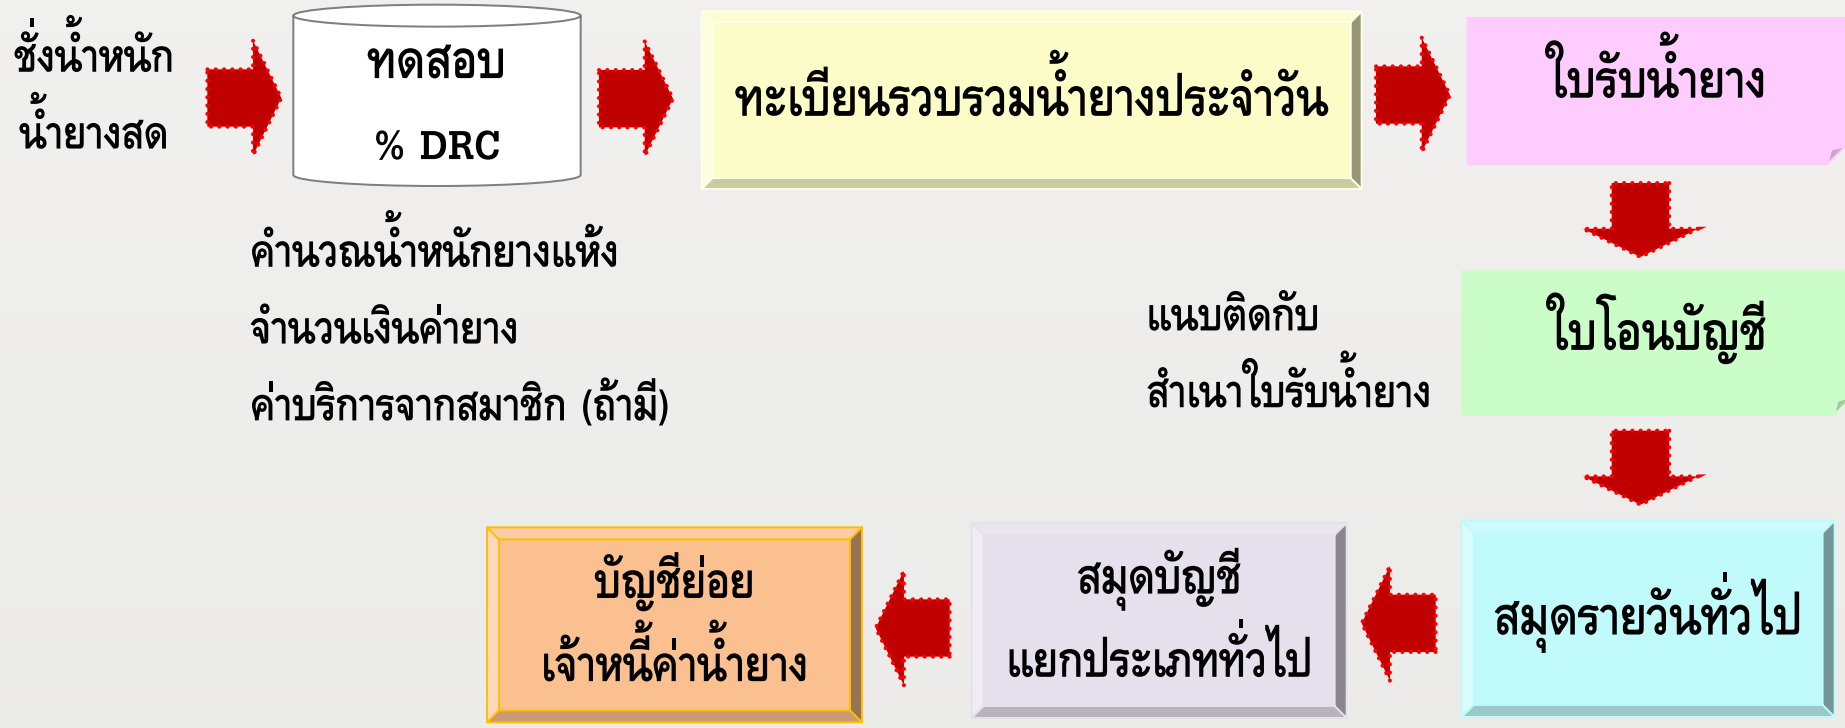 ชั่งน้ำหนัก
น้ำยางสด
ทดสอบ
% DRC
ทะเบียนรวบรวมน้ำยางประจำวัน
ใบรับน้ำยาง
คำนวณน้ำหนักยางแห้ง
จำนวนเงินค่ายาง
ค่าบริการจากสมาชิก (ถ้ามี)
แนบติดกับ
สำเนาใบรับน้ำยาง
ใบโอนบัญชี
สมุดรายวันทั่วไป
สมุดบัญชี
แยกประเภททั่วไป
บัญชีย่อย
เจ้าหนี้ค่าน้ำยาง